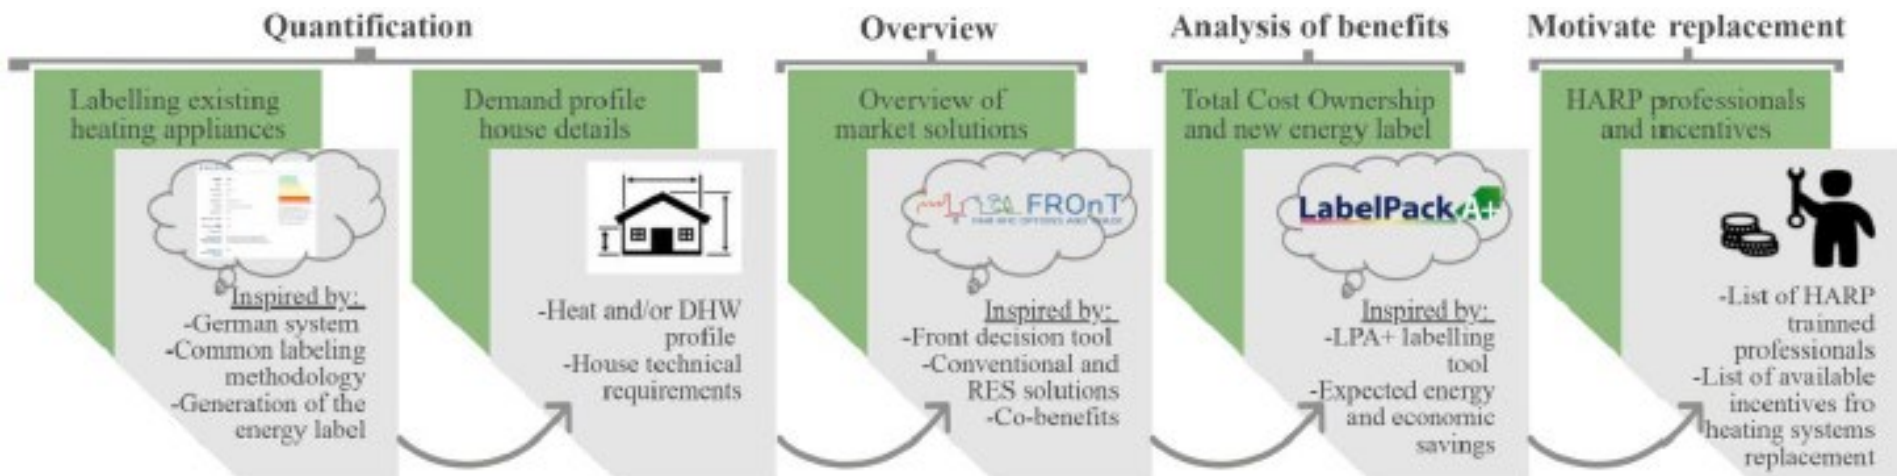 Quantification
Overview
Analysis of benefits
Motivate replacement
Labelling existing
heating appliances
Demand profile
house details
Overview of
market solutions
Total Cost Ownership
and new energy label
HARP professionals
and incentives
Inspired by:
-German system
-Common labeling
methodology
-Generation of the
energy label
-Heat and/or DHW
profile
-House technical
requirements
FROnT
Inspired by:
-Front decision tool
-Conventional and
RES solutions
-Co-benefits
LabelPack A+
Inspired by:
-LPA+ labelling
tool
-Expected energy
and economic
savings
-List of HARP
trainned
professionals
-List of available
incentives fro
heating systems
replacement